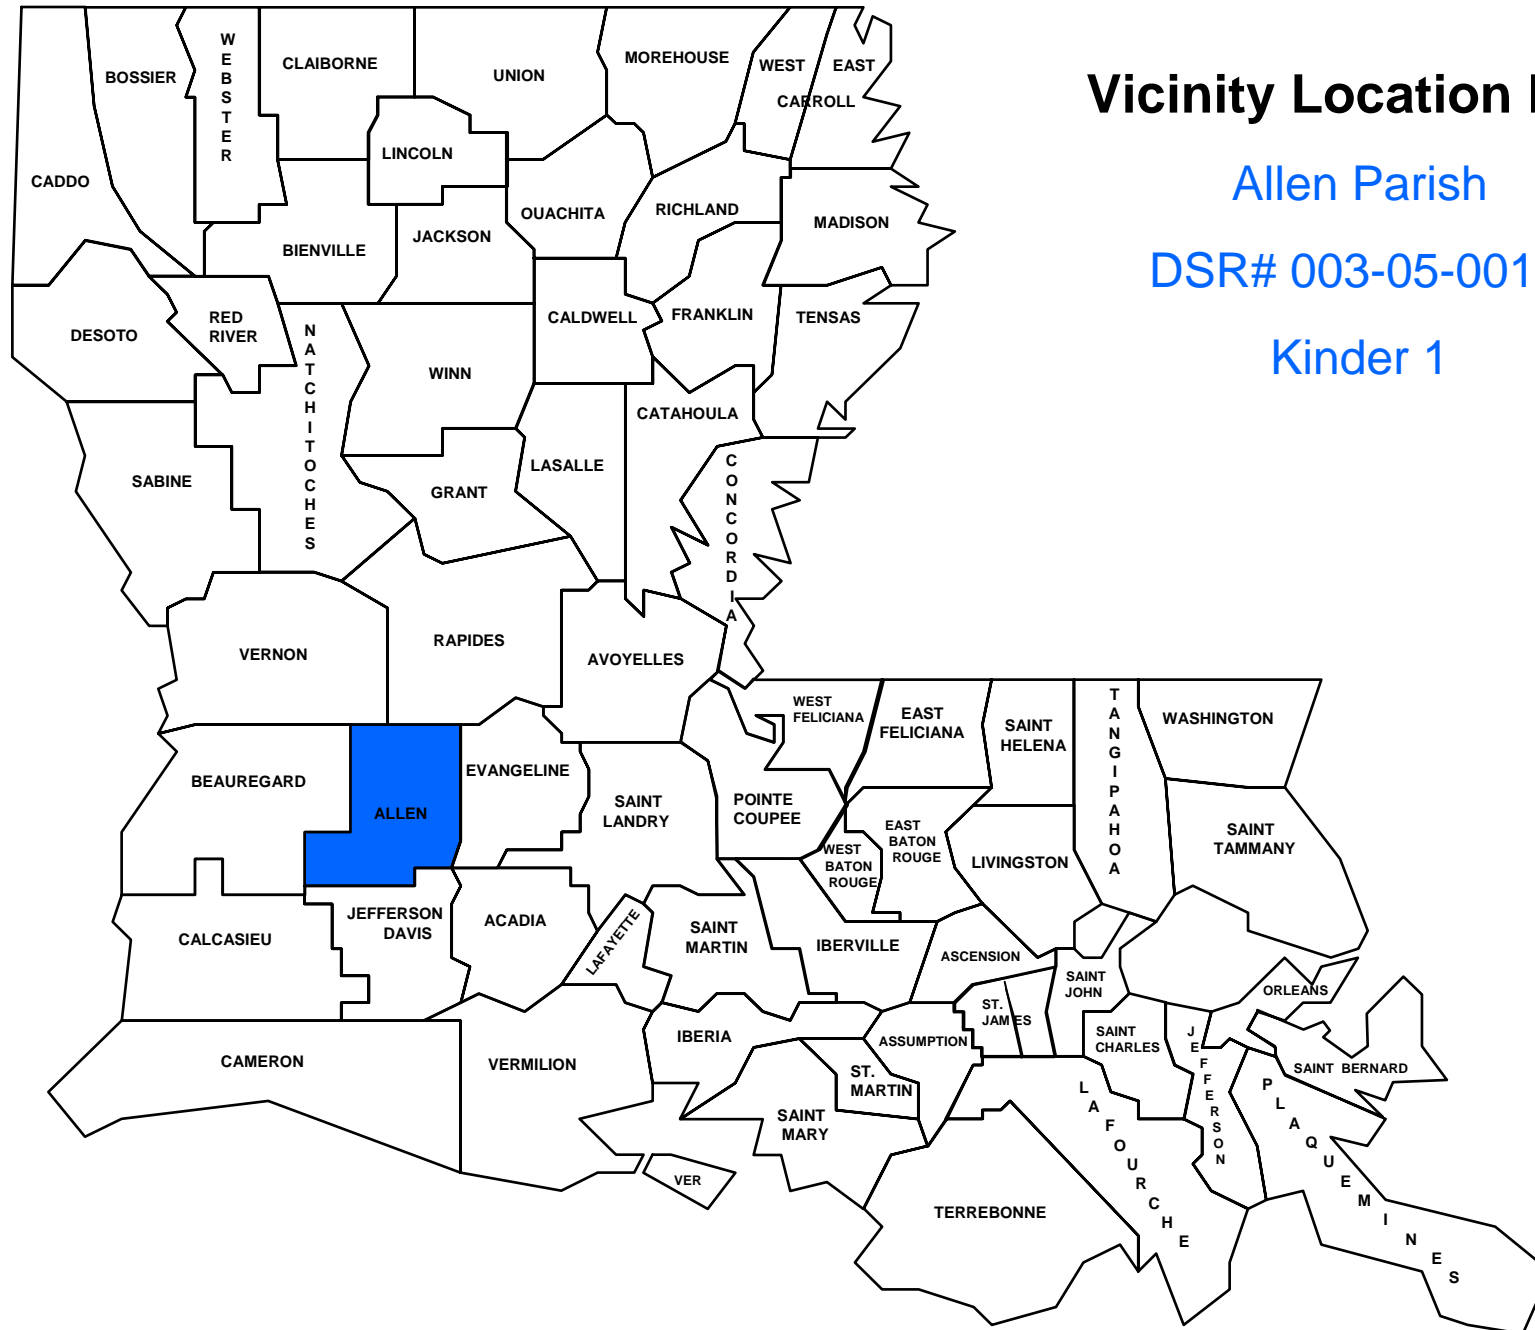 Vicinity Location
Allen Parish
DSR# 003-05-001
Kinder 1
WEBSTER
CLAIBORNE
UNION
MOREHOUSE
WEST
EAST
CARROLL
BOSSIER
LINCOLN
CADDO
OUACHITA
RICHLAND
MADISON
BIENVILLE
JACKSON
RED
RIVER
DESOTO
NATCHITOCHES
CALDWELL
FRANKLIN
TENSAS
WINN
CATAHOULA
SABINE
GRANT
LASALLE
CONCORDIA
VERNON
RAPIDES
AVOYELLES
WEST
FELICIANA
EAST
FELICIANA
SAINT
HELENA
TANGIPAHOA
WASHINGTON
BEAUREGARD
ALLEN
EVANGELINE
SAINT
LANDRY
POINTE
COUPEE
EAST
BATON
ROUGE
WEST
BATON
ROUGE
LIVINGSTON
SAINT
TAMMANY
CALCASIEU
JEFFERSON
DAVIS
ACADIA
LAFAYETTE
SAINT
MARTIN
IBERVILLE
ASCENSION
SAINT
JOHN
ORLEANS
ST.
JAMES
CAMERON
VERMILION
IBERIA
ASSUMPTION
SAINT
CHARLES
JEFFERSON
SAINT BERNARD
ST.
MARTIN
SAINT
MARY
LAFOURCHE
PLAQUEMINES
VER
TERREBONNE